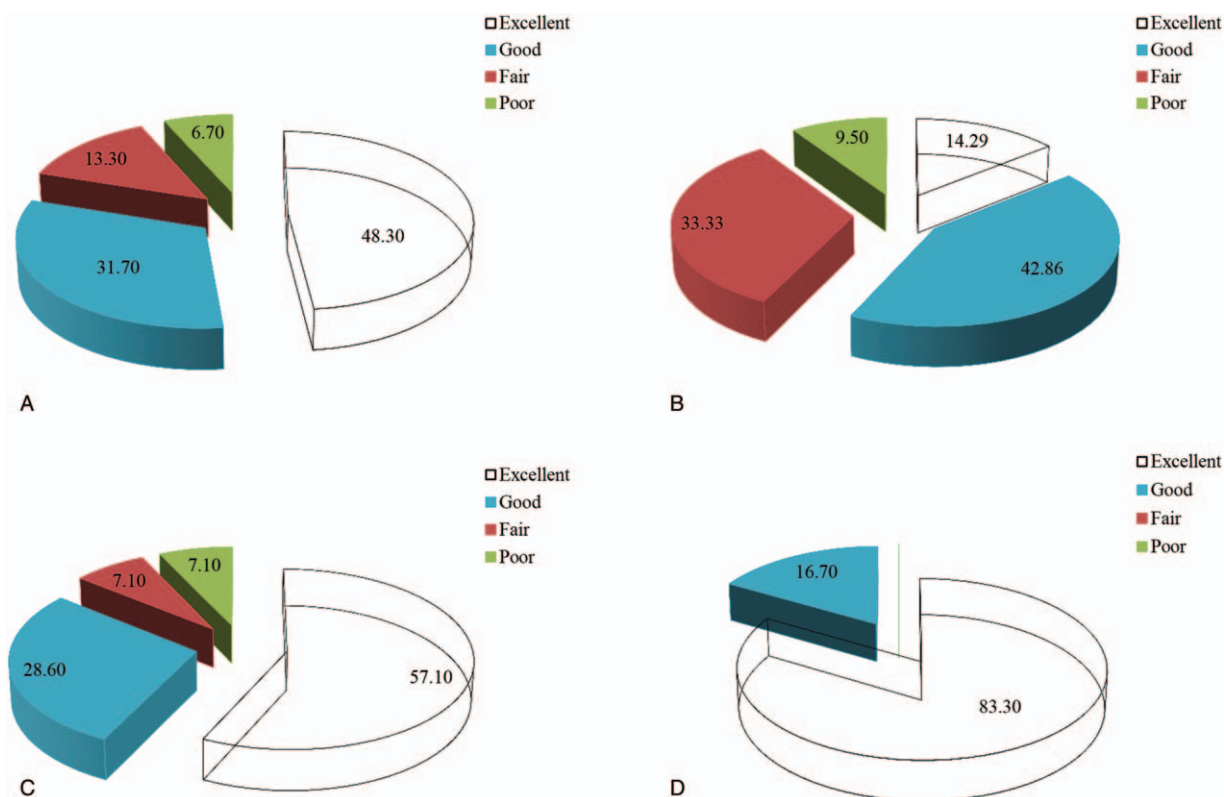 Excellent
Good
Fair
Poor
6.70
13.30
48.30
31.70
A
Excellent
Good
Fair
Poor
9.50
14.29
33.33
42.86
B
Excellent
Good
Fair
Poor
7.10
7.10
28.60
57.10
C
Excellent
Good
Fair
Poor
16.70
83.30
D